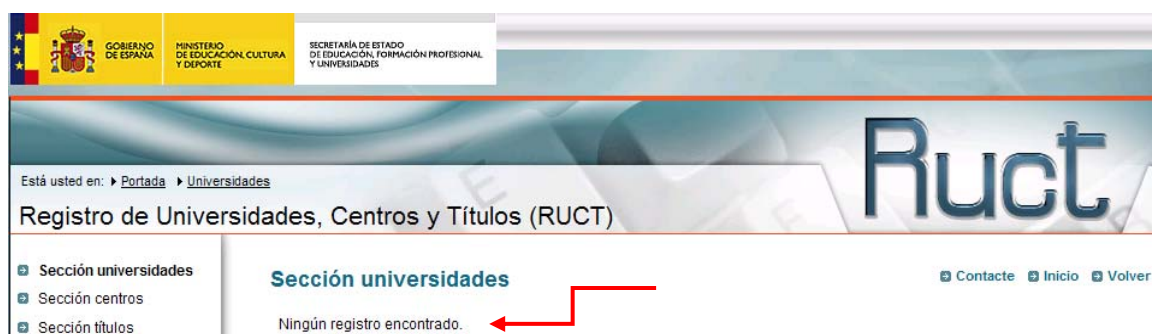 GOBIERNO
DE ESPAÑA
MINISTERIO
DE EDUCACIÓN, CULTURA
Y DEPORTE
SECRETARÍA DE ESTADO
DE EDUCACIÓN, FORMACIÓN PROFESIONAL
Y UNIVERSIDADES
Ruct
Está usted en: Portada Universidades
Registro de Universidades, Centros y Títulos (RUCT)
Sección universidades
Sección centros
Sección títulos
Sección universidades
Contacte Inicio Volver
Ningún registro encontrado.